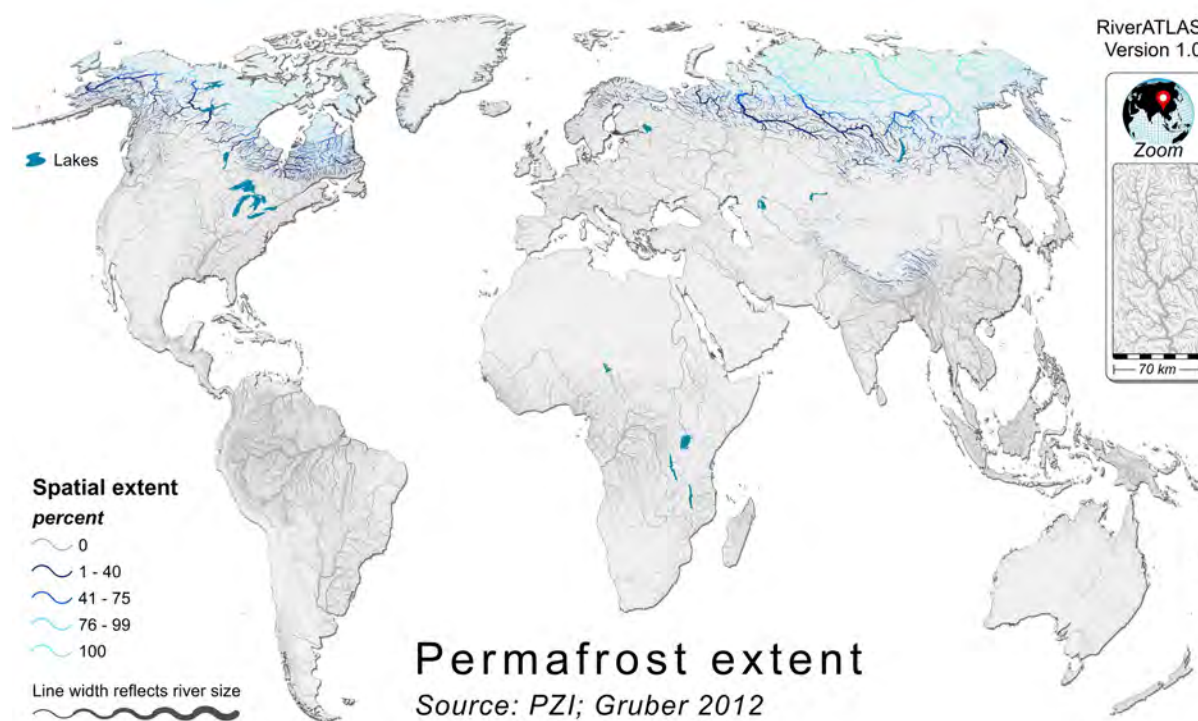 RiverATLAS
Version 1.0
Zoom
70 km
Lakes
Spatial extent
percent
0
1 - 40
41 - 75
76 - 99
100
Line width reflects river size
Permafrost extent
Source: PZI; Gruber 2012